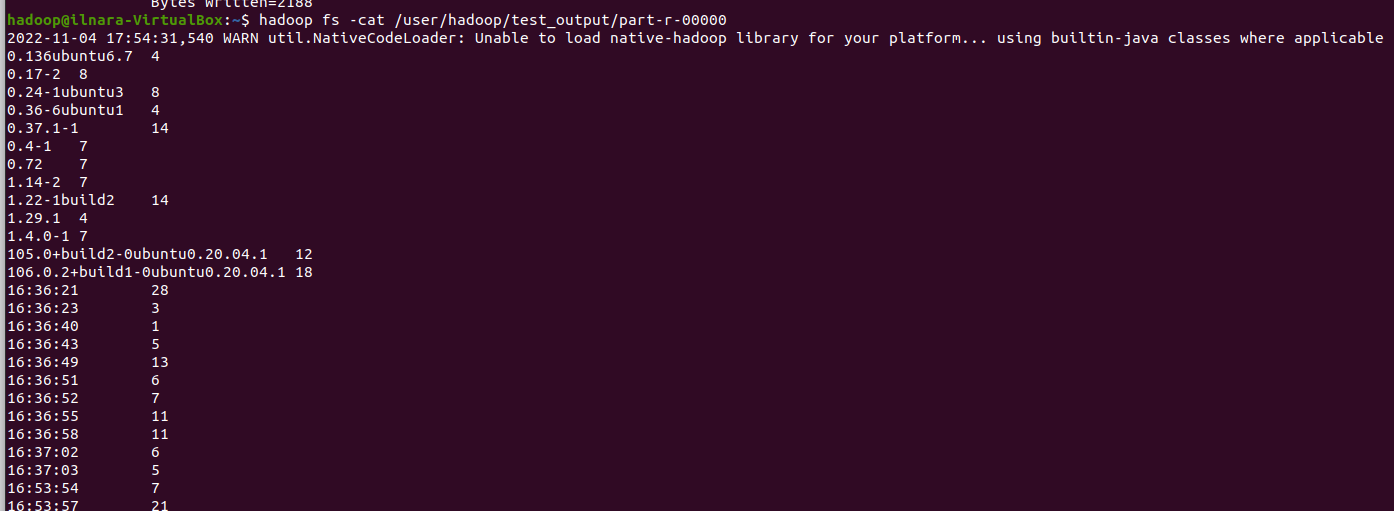 Bytes Written=2188
hadoop@ilnara-VirtualBox:~$ hadoop fs -cat /user/hadoop/test_output/part-r-00000
2022-11-04 17:54:31,540 WARN util.NativeCodeLoader: Unable to load native-hadoop library for your platform... using builtin-java classes where applicable
0.136ubuntu6.7 4
0.17-2 8
0.24-1ubuntu3 8
0.36-6ubuntu1 4
0.37.1-1 14
0.4-1 7
0.72 7
1.14-2 7
1.22-1build2 14
1.29.1 4
1.4.0-1 7
105.0+build2-0ubuntu0.20.04.1 12
106.0.2+build1-0ubuntu0.20.04.1 18
16:36:21 28
16:36:23 3
16:36:40 1
16:36:43 5
16:36:49 13
16:36:51 6
16:36:52 7
16:36:55 11
16:36:58 11
16:37:02 6
16:37:03 5
16:53:54 7
16:53:57 21